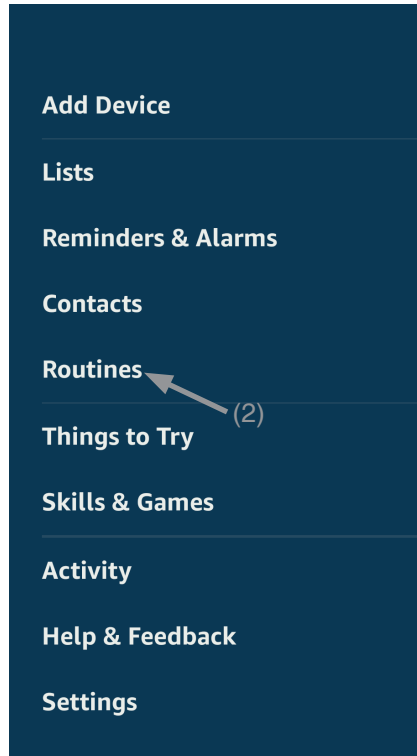 Add Device
Lists
Reminders & Alarms
Contacts
Routines
(2)
Things to Try
Skills & Games
Activity
Help & Feedback
Settings